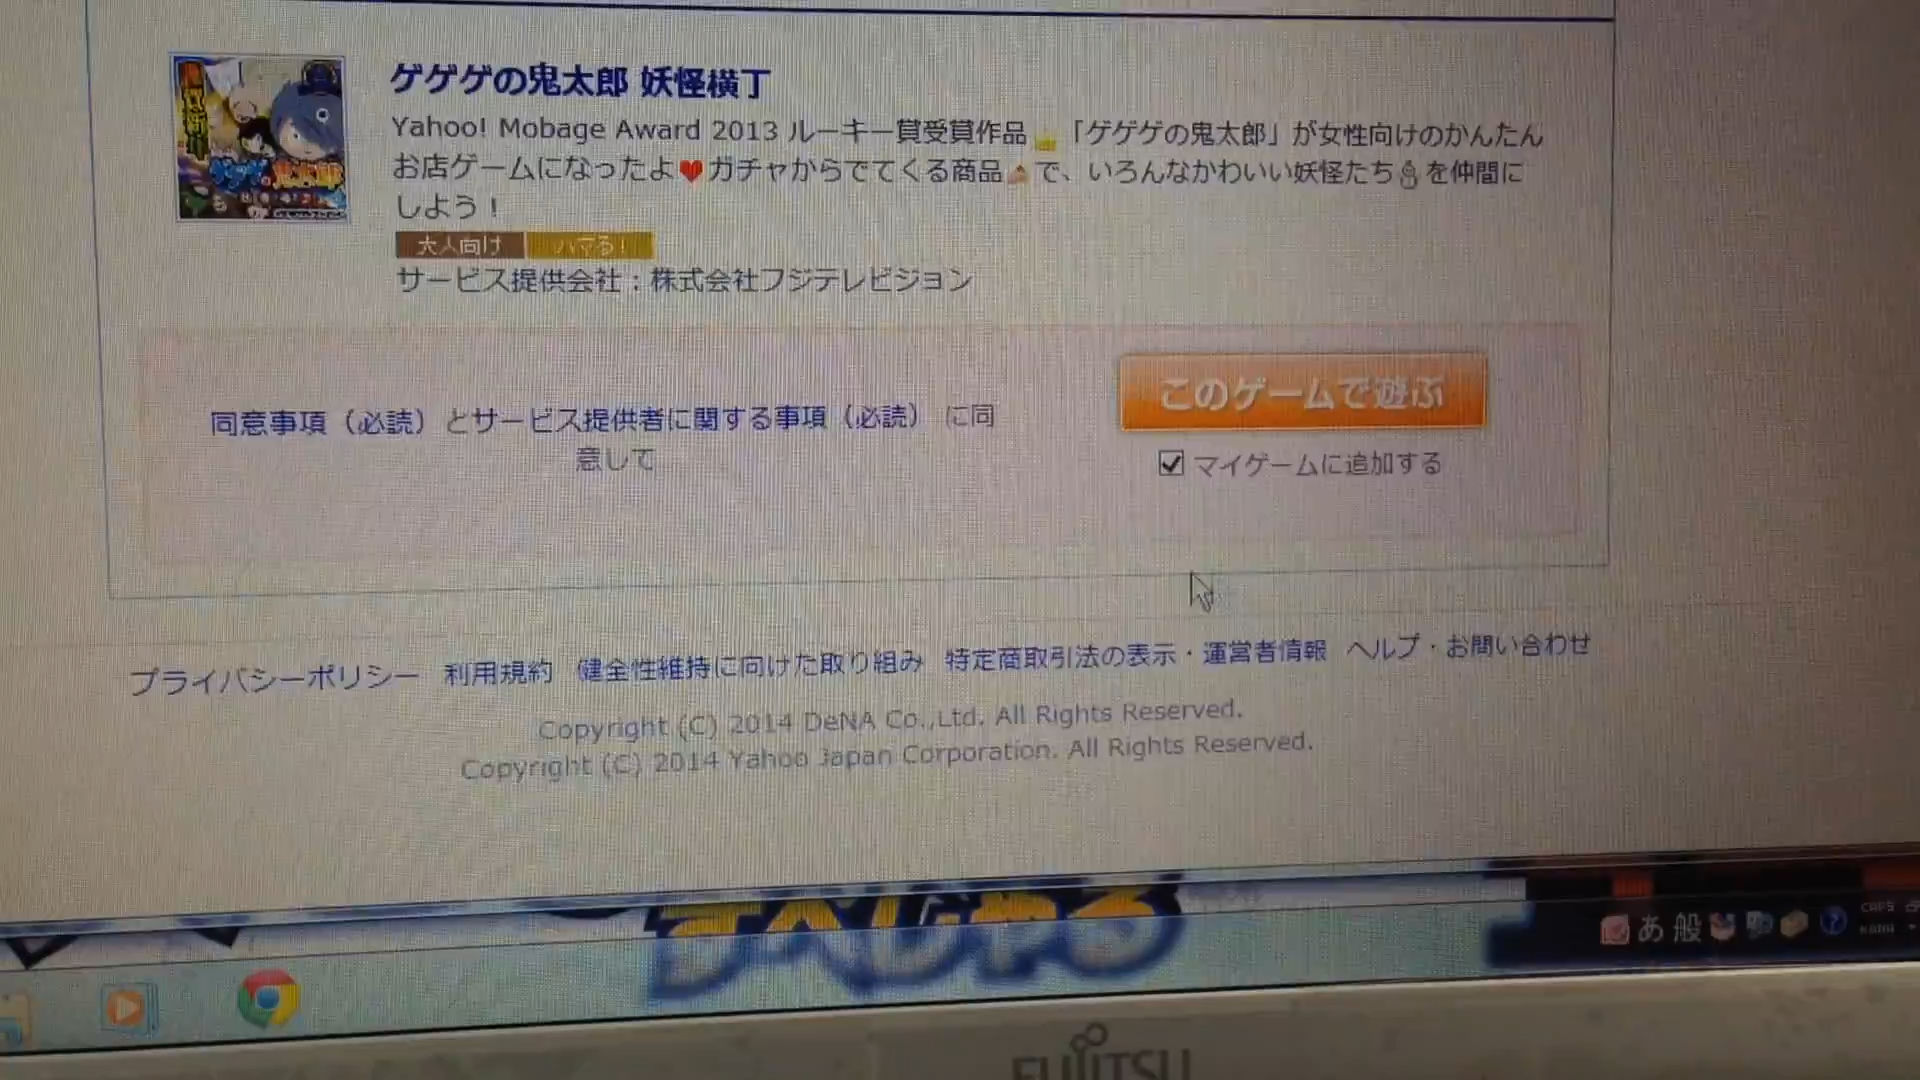 ゲゲゲの鬼太郎 妖怪横丁
Yahoo! Mobage Award 2013 ルーキー賞受賞作品 「ゲゲゲの鬼太郎」が女性向けのかんたん
お店ゲームになったよ♥ガチャからでてくる商品で、いろんなかわいい妖怪たち⛄を仲間に
しよう！
大人向け ハマる！
サービス提供会社：株式会社フジテレビジョン
同意事項（必読）とサービス提供者に関する事項（必読） に同
意して
このゲームで遊ぶ
マイゲームに追加する
プライバシーポリシー 利用規約 健全性維持に向けた取り組み 特定商取引法の表示・運営者情報 ヘルプ・お問い合わせ
Copyright (C) 2014 DeNA Co.,Ltd. All Rights Reserved.
Copyright (C) 2014 Yahoo Japan Corporation. All Rights Reserved.
あ 般
CAPS
KANA
FUJITSU